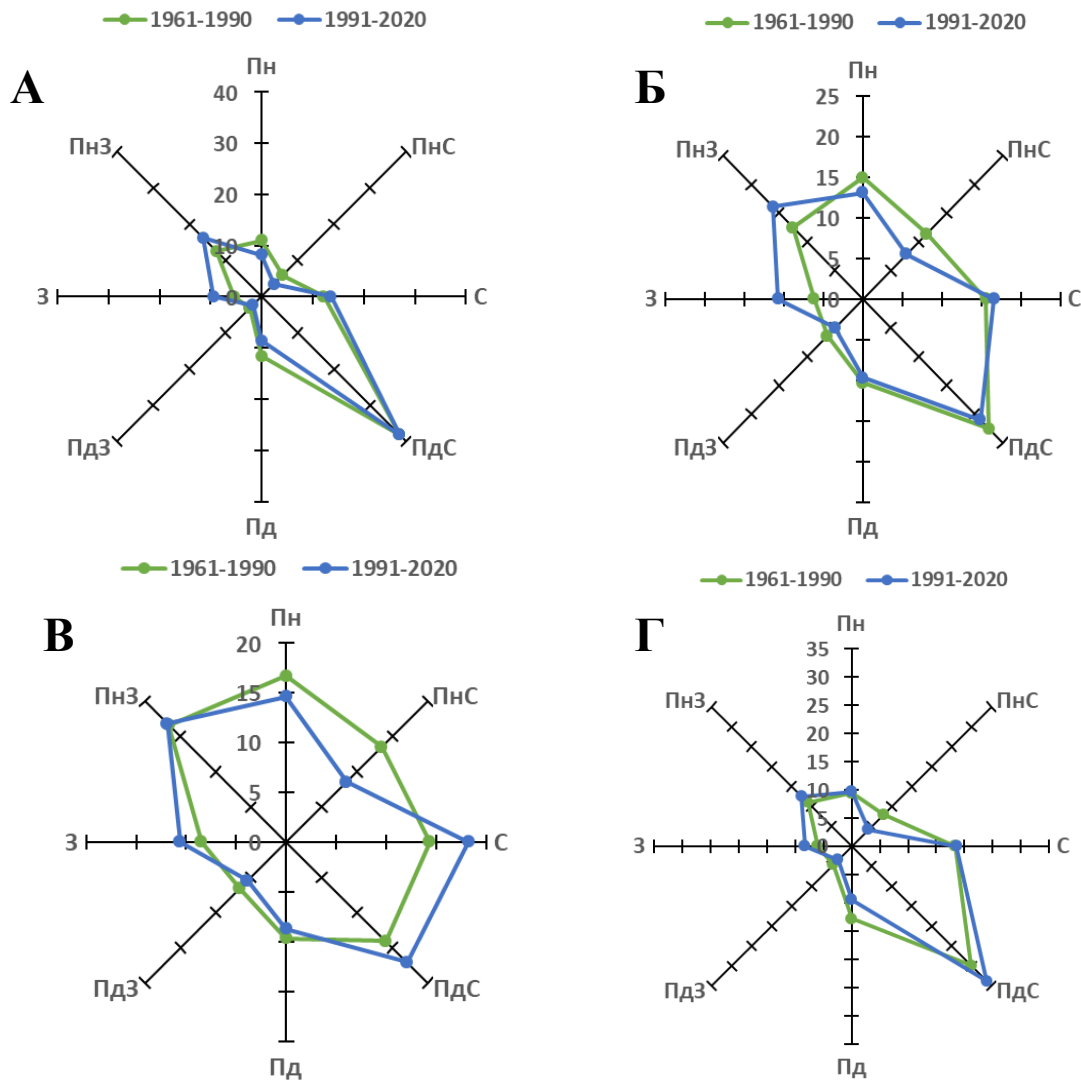 1961-1990 1991-2020
А
Пн
40
30
20
10
0
ПнЗ
ПнС
З
С
ПдЗ
ПдС
Пд
1961-1990 1991-2020
Б
Пн
25
20
15
10
5
0
ПнЗ
ПнС
З
С
ПдЗ
ПдС
Пд
1961-1990 1991-2020
В
Пн
20
15
10
5
0
ПнЗ
ПнС
З
С
ПдЗ
ПдС
Пд
1961-1990 1991-2020
Г
Пн
35
30
25
20
15
10
5
0
ПнЗ
ПнС
З
С
ПдЗ
ПдС
Пд